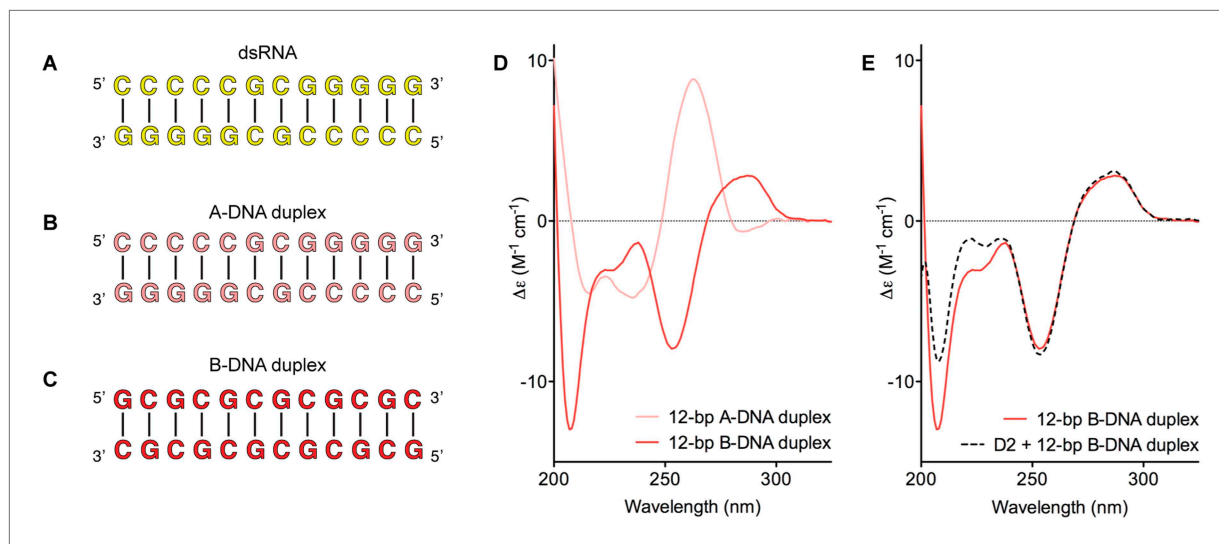 A
dsRNA
5’ C C C C C G C G G G G G 3’
3’ G G G G G C G C C C C C 5’
B
A-DNA duplex
5’ C C C C C G C G G G G G 3’
3’ G G G G G C G C C C C C 5’
C
B-DNA duplex
5’ G C G C G C G C G C G C 3’
3’ C G C G C G C G C G C G 5’
D
10
0
-10
Δε (M⁻¹ cm⁻¹)
12-bp A-DNA duplex
12-bp B-DNA duplex
200 250 300
Wavelength (nm)
E
10
0
-10
Δε (M⁻¹ cm⁻¹)
12-bp B-DNA duplex
D2 + 12-bp B-DNA duplex
200 250 300
Wavelength (nm)